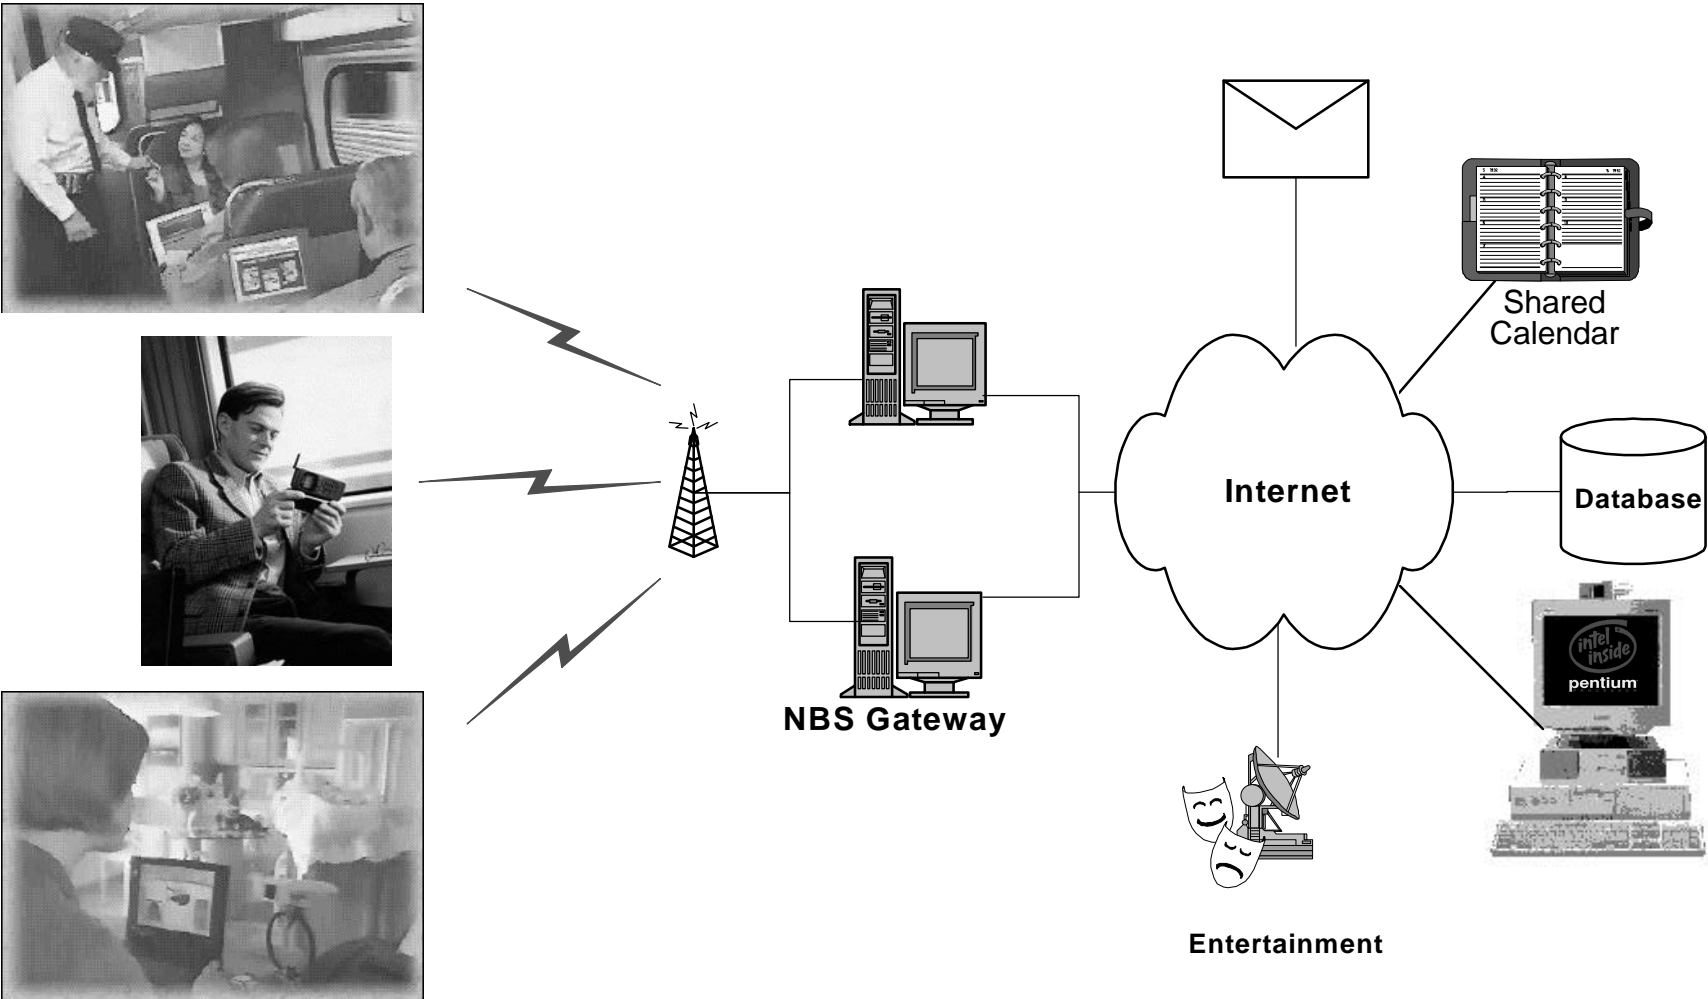 Shared
Calendar
Internet
Database
intel
inside
pentium
NBS Gateway
Entertainment